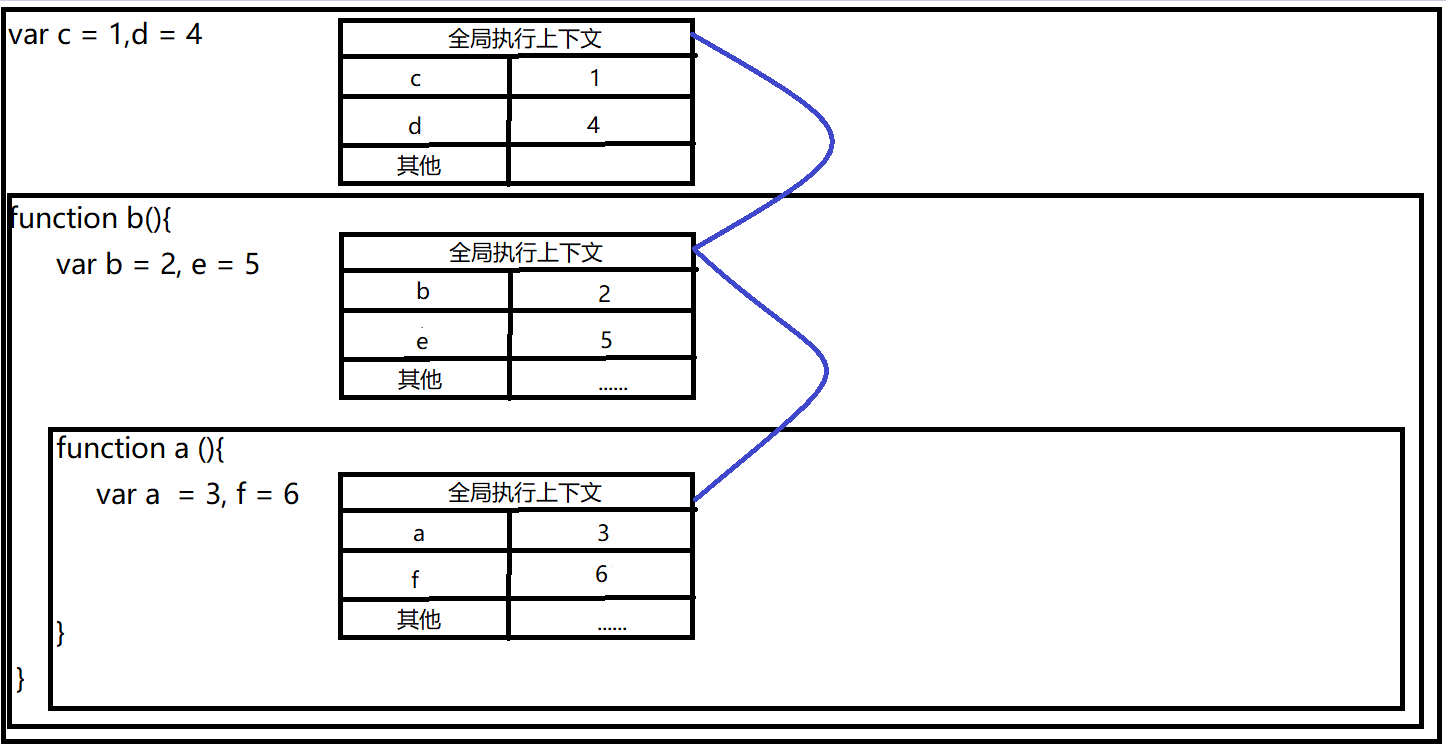 var c = 1,d = 4
全局执行上下文
c 1
d 4
其他
function b(){
var b = 2, e = 5
全局执行上下文
b 2
e 5
其他 ......
function a (){
var a  = 3, f = 6
全局执行上下文
a 3
f 6
其他 ......
}
}